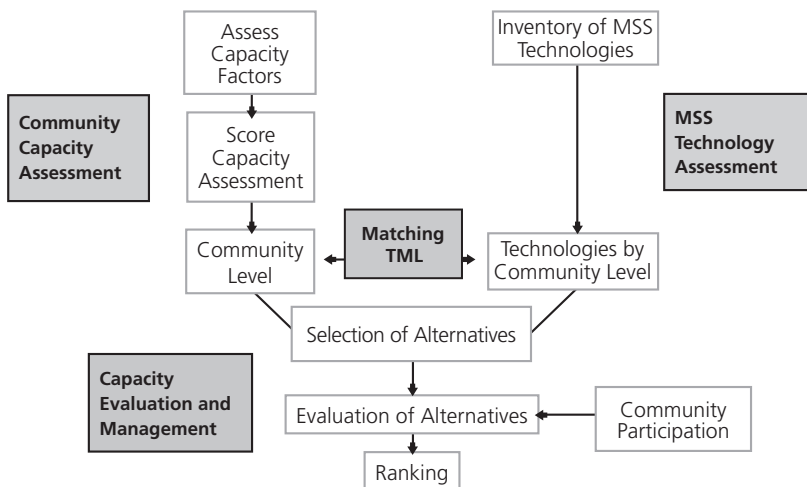 Assess
Capacity
Factors
Inventory of MSS
Technologies
Community
Capacity
Assessment
Score
Capacity
Assessment
MSS
Technology
Assessment
Matching
TML
Community
Level
Technologies by
Community Level
Selection of Alternatives
Capacity
Evaluation and
Management
Evaluation of Alternatives
Community
Participation
Ranking